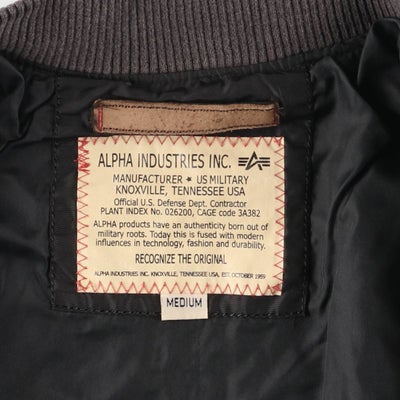 ALPHA INDUSTRIES INC.
MANUFACTURER ★ US MILITARY
KNOXVILLE, TENNESSEE USA
Official U.S. Defense Dept. Contractor
PLANT INDEX No. 026200, CAGE code 3A382
ALPHA products have an authenticity born out of
military roots. Today this is fused with modern
influences in technology, fashion and durability.
RECOGNIZE THE ORIGINAL
ALPHA INDUSTRIES INC. KNOXVILLE, TENNESSEE USA, EST. OCTOBER 1959
MEDIUM